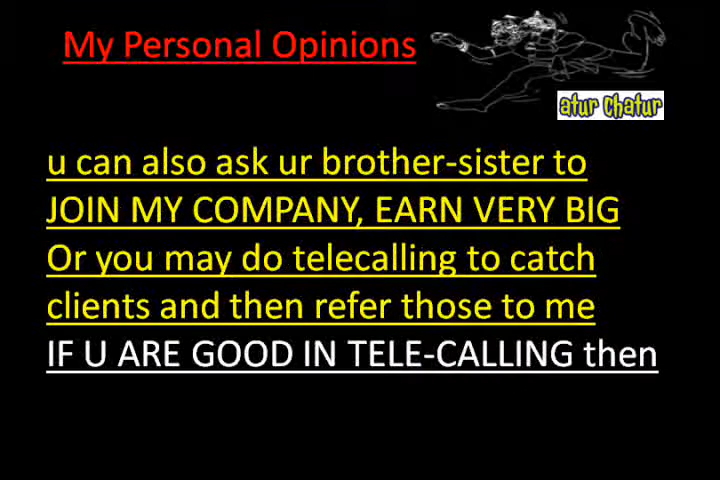 My Personal Opinions
atur chatur
u can also ask ur brother-sister to
JOIN MY COMPANY, EARN VERY BIG
Or you may do telecalling to catch
clients and then refer those to me
IF U ARE GOOD IN TELE-CALLING then